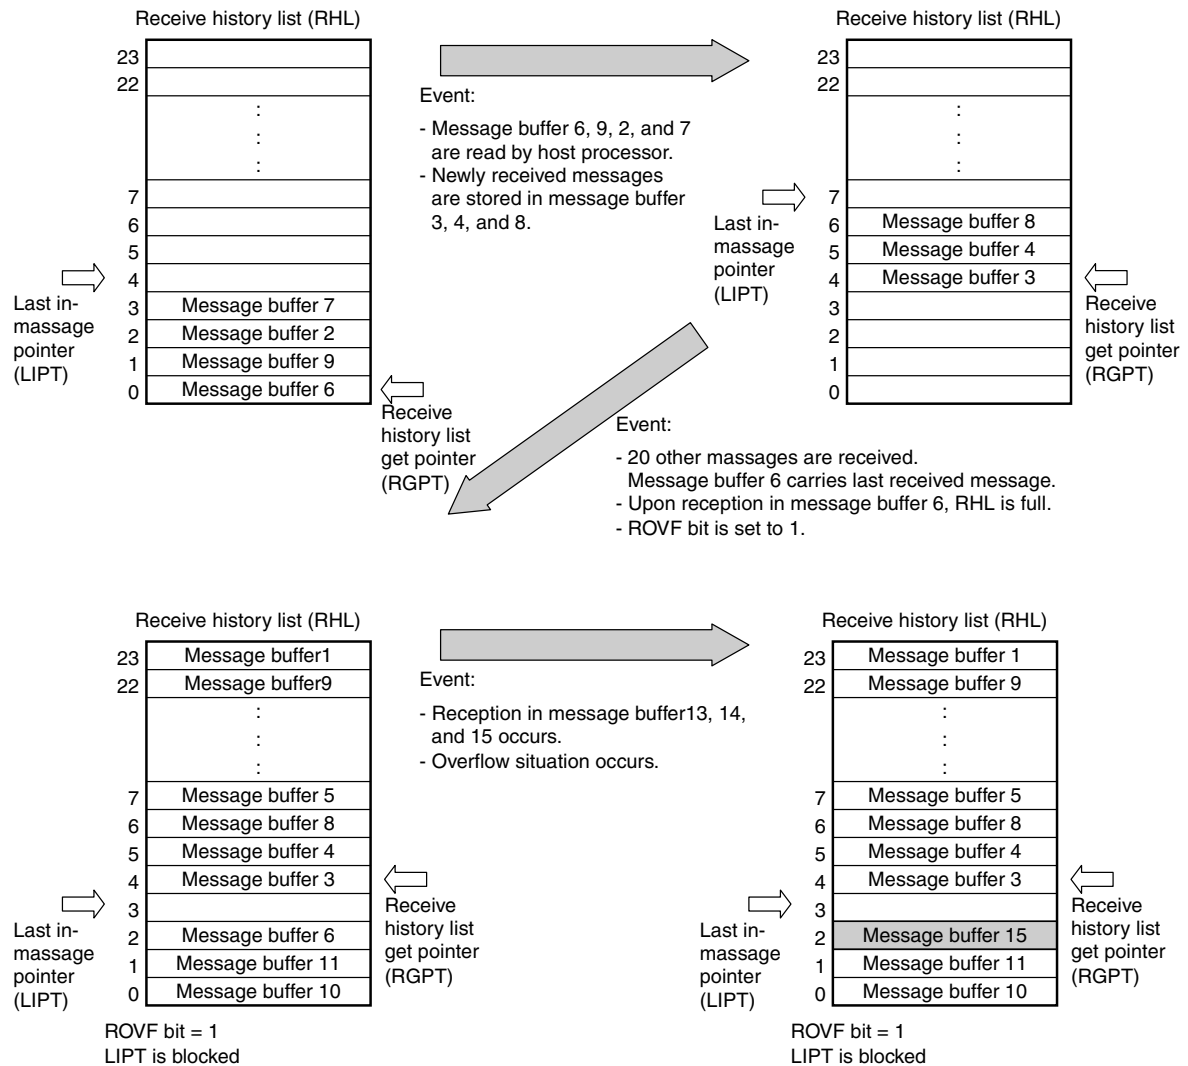 Receive history list (RHL)
23
22
:
:
:
7
6
5
4
3 Message buffer 7
2 Message buffer 2
1 Message buffer 9
0 Message buffer 6
Last in-
massage
pointer
(LIPT)
Receive
history list
get pointer
(RGPT)
Event:
- Message buffer 6, 9, 2, and 7
are read by host processor.
- Newly received messages
are stored in message buffer
3, 4, and 8.
Receive history list (RHL)
23
22
:
:
:
7
6 Message buffer 8
5 Message buffer 4
4 Message buffer 3
3
2
1
0
Last in-
massage
pointer
(LIPT)
Receive
history list
get pointer
(RGPT)
Event:
- 20 other massages are received.
Message buffer 6 carries last received message.
- Upon reception in message buffer 6, RHL is full.
- ROVF bit is set to 1.
Receive history list (RHL)
23 Message buffer1
22 Message buffer9
:
:
:
7 Message buffer 5
6 Message buffer 8
5 Message buffer 4
4 Message buffer 3
3
2 Message buffer 6
1 Message buffer 11
0 Message buffer 10
Last in-
massage
pointer
(LIPT)
Receive
history list
get pointer
(RGPT)
ROVF bit = 1
LIPT is blocked
Event:
- Reception in message buffer13, 14,
and 15 occurs.
- Overflow situation occurs.
Receive history list (RHL)
23 Message buffer 1
22 Message buffer 9
:
:
:
7 Message buffer 5
6 Message buffer 8
5 Message buffer 4
4 Message buffer 3
3
2 Message buffer 15
1 Message buffer 11
0 Message buffer 10
Last in-
massage
pointer
(LIPT)
Receive
history list
get pointer
(RGPT)
ROVF bit = 1
LIPT is blocked